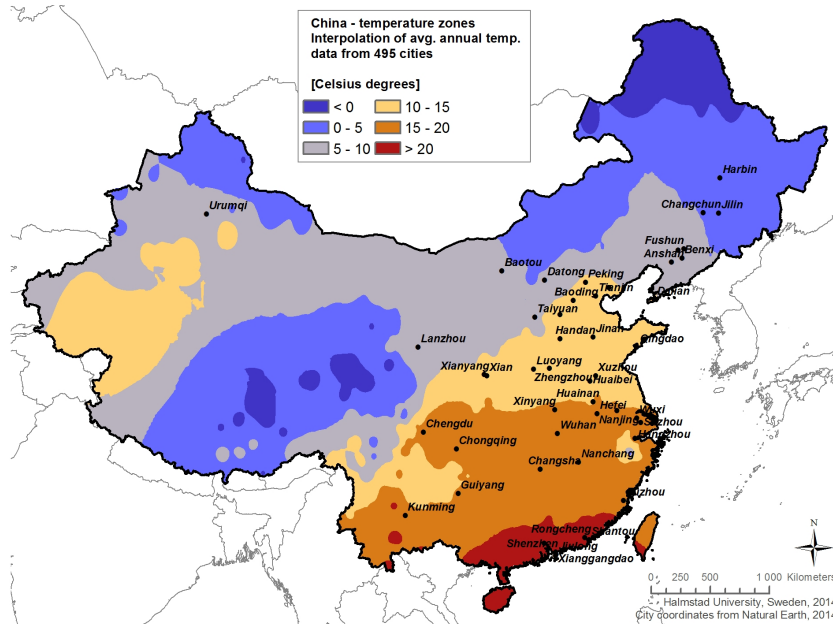 China - temperature zones
Interpolation of avg. annual temp.
data from 495 cities
[Celsius degrees]
< 0
10 - 15
0 - 5
15 - 20
5 - 10
> 20
Harbin
Urumqi
Changchun Jilin
Fushun
Benxi
Anshan
Baotou
Datong
Peking
Tianjin
Baoding
Dalian
Taiyuan
Handan
Jinan
Qingdao
Lanzhou
Luoyang
Xianyang Xian
Xuzhou
Zhengzhou
Huaibei
Huainan
Xinyang
Hefei
Wuxi
Nanjing
Suzhou
Chengdu
Wuhan
Hangzhou
Chongqing
Changsha
Nanchang
Guiyang
Kunming
Rongcheng
Shantou
Shenzhen
Xianggangdao
N
0 250 500 1 000 Kilometers
Halmstad University, Sweden, 2014
City coordinates from Natural Earth, 2014